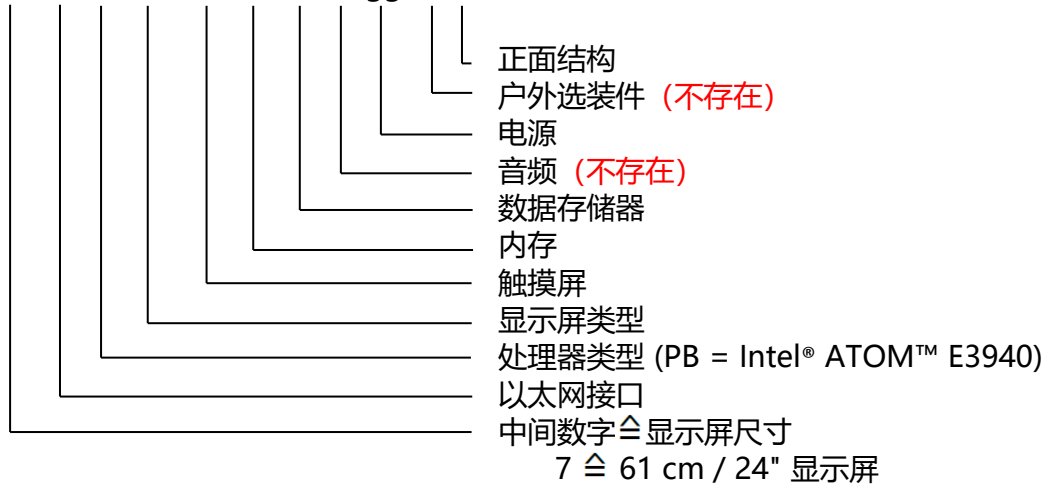 正面结构
户外选装件 (不存在)
电源
音频 (不存在)
数据存储器
内存
触摸屏
显示屏类型
处理器类型 (PB = Intel® ATOM™ E3940)
以太网接口
中间数字≙显示屏尺寸
7 ≙ 61 cm / 24" 显示屏